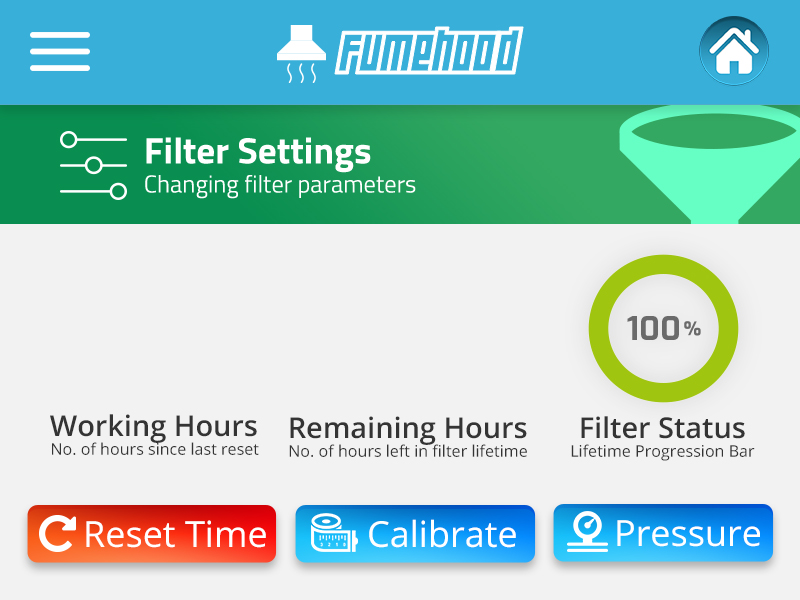 Fumehood
Filter Settings
Changing filter parameters
100%
Working Hours
No. of hours since last reset
Remaining Hours
No. of hours left in filter lifetime
Filter Status
Lifetime Progression Bar
Reset Time
Calibrate
Pressure